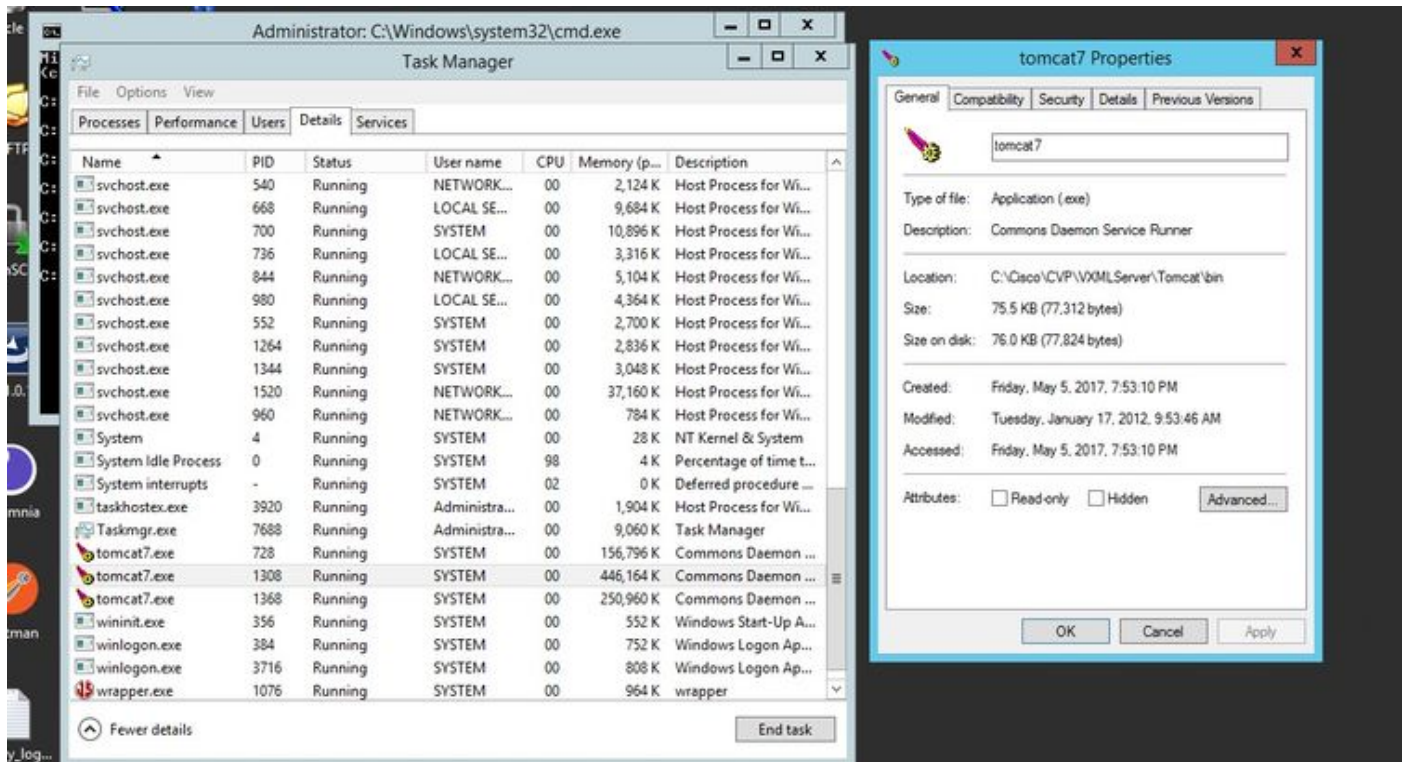 cle
Administrator: C:\Windows\system32\cmd.exe
Mi
(c
C:
C:
C:
C:
C:
C:
C:
FTP
1.0.
mnia
tman
y_log...
Task Manager
File Options View
Processes Performance Users Details Services
Name PID Status User name CPU Memory (p... Description
svchost.exe 540 Running NETWORK... 00 2,124 K Host Process for Wi...
svchost.exe 668 Running LOCAL SE... 00 9,684 K Host Process for Wi...
svchost.exe 700 Running SYSTEM 00 10,896 K Host Process for Wi...
svchost.exe 736 Running LOCAL SE... 00 3,316 K Host Process for Wi...
svchost.exe 844 Running NETWORK... 00 5,104 K Host Process for Wi...
svchost.exe 980 Running LOCAL SE... 00 4,364 K Host Process for Wi...
svchost.exe 552 Running SYSTEM 00 2,700 K Host Process for Wi...
svchost.exe 1264 Running SYSTEM 00 2,836 K Host Process for Wi...
svchost.exe 1344 Running SYSTEM 00 3,048 K Host Process for Wi...
svchost.exe 1520 Running NETWORK... 00 37,160 K Host Process for Wi...
svchost.exe 960 Running NETWORK... 00 784 K Host Process for Wi...
System 4 Running SYSTEM 00 28 K NT Kernel & System
System Idle Process 0 Running SYSTEM 98 4 K Percentage of time t...
System interrupts - Running SYSTEM 02 0 K Deferred procedure ...
taskhostex.exe 3920 Running Administra... 00 1,904 K Host Process for Wi...
Taskmgr.exe 7688 Running Administra... 00 9,060 K Task Manager
tomcat7.exe 728 Running SYSTEM 00 156,796 K Commons Daemon ...
tomcat7.exe 1308 Running SYSTEM 00 446,164 K Commons Daemon ...
tomcat7.exe 1368 Running SYSTEM 00 250,960 K Commons Daemon ...
wininit.exe 356 Running SYSTEM 00 552 K Windows Start-Up A...
winlogon.exe 384 Running SYSTEM 00 752 K Windows Logon Ap...
winlogon.exe 3716 Running SYSTEM 00 808 K Windows Logon Ap...
wrapper.exe 1076 Running SYSTEM 00 964 K wrapper
Fewer details End task
tomcat7 Properties
General Compatibility Security Details Previous Versions
tomcat7
Type of file: Application (.exe)
Description: Commons Daemon Service Runner
Location: C:\Cisco\CVP\VXMLServer\Tomcat\bin
Size: 75.5 KB (77,312 bytes)
Size on disk: 76.0 KB (77,824 bytes)
Created: Friday, May 5, 2017, 7:53:10 PM
Modified: Tuesday, January 17, 2012, 9:53:46 AM
Accessed: Friday, May 5, 2017, 7:53:10 PM
Attributes: Read-only Hidden Advanced...
OK Cancel Apply